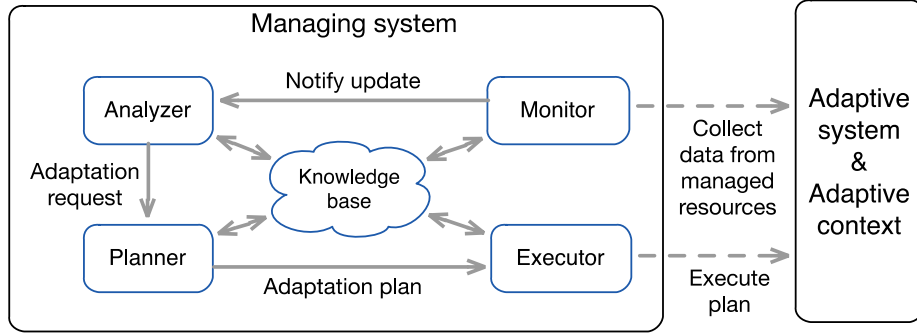 Managing system
Notify update
Analyzer
Monitor
Adaptation
request
Knowledge
base
Planner
Executor
Adaptation plan
Collect
data from
managed
resources
Execute
plan
Adaptive
system
&
Adaptive
context